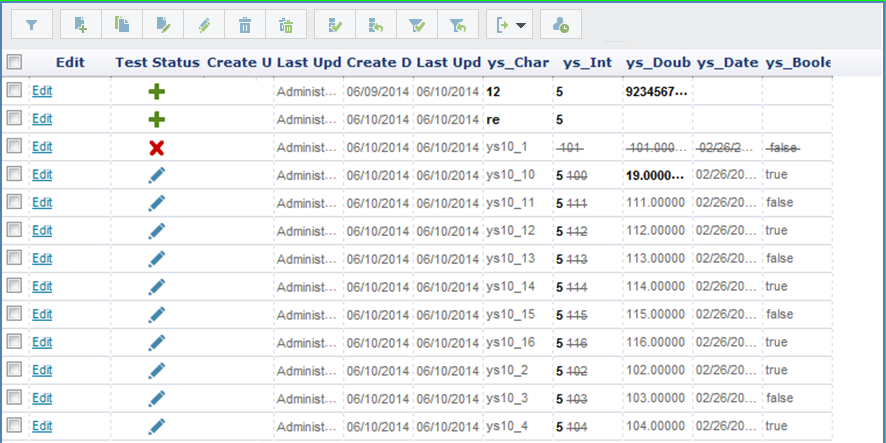 Edit Test Status Create U Last Upd Create D Last Upd ys_Char ys_Int ys_Doub ys_Date ys_Boole
Edit Administ... 06/09/2014 06/10/2014 12 5 9234567...
Edit Administ... 06/10/2014 06/10/2014 re 5
Edit Administ... 06/10/2014 06/10/2014 ys10_1 101 101.000... 02/26/2... false
Edit Administ... 06/10/2014 06/10/2014 ys10_10 5 100 19.0000... 02/26/20... true
Edit Administ... 06/10/2014 06/10/2014 ys10_11 5 111 111.00000 02/26/20... false
Edit Administ... 06/10/2014 06/10/2014 ys10_12 5 112 112.00000 02/26/20... true
Edit Administ... 06/10/2014 06/10/2014 ys10_13 5 113 113.00000 02/26/20... false
Edit Administ... 06/10/2014 06/10/2014 ys10_14 5 114 114.00000 02/26/20... true
Edit Administ... 06/10/2014 06/10/2014 ys10_15 5 115 115.00000 02/26/20... false
Edit Administ... 06/10/2014 06/10/2014 ys10_16 5 116 116.00000 02/26/20... true
Edit Administ... 06/10/2014 06/10/2014 ys10_2 5 102 102.00000 02/26/20... true
Edit Administ... 06/10/2014 06/10/2014 ys10_3 5 103 103.00000 02/26/20... false
Edit Administ... 06/10/2014 06/10/2014 ys10_4 5 104 104.00000 02/26/20... true